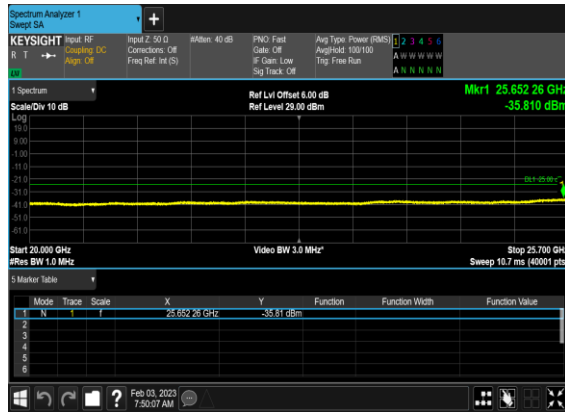 Spectrum Analyzer 1
Swept SA
+
KEYSIGHT Input: RF Input Z: 50 Ω #Atten: 40 dB PNO: Fast Avg Type: Power (RMS) 1 2 3 4 5 6
R T Coupling: DC Corrections: Off Gate: Off Avg|Hold: 100/100 A W W W W W
Align: Off Freq Ref: Int (S) IF Gain: Low Trig: Free Run
LU Sig Track: Off A N N N N N
1 Spectrum Ref Lvl Offset 6.00 dB Mkr1 25.652 26 GHz
Scale/Div 10 dB Ref Level 29.00 dBm -35.810 dBm
Log
19.0
9.00
-1.00
-11.0
-21.0 DL1 -25.00
-31.0
-41.0
-51.0
-61.0
Start 20.000 GHz Video BW 3.0 MHz* Stop 25.700 GHz
#Res BW 1.0 MHz Sweep 10.7 ms (40001 pts)
5 Marker Table
Mode Trace Scale X Y Function Function Width Function Value
1 N 1 f 25.652 26 GHz -35.81 dBm
2
3
4
5
6
? Feb 03, 2023
7:50:07 AM